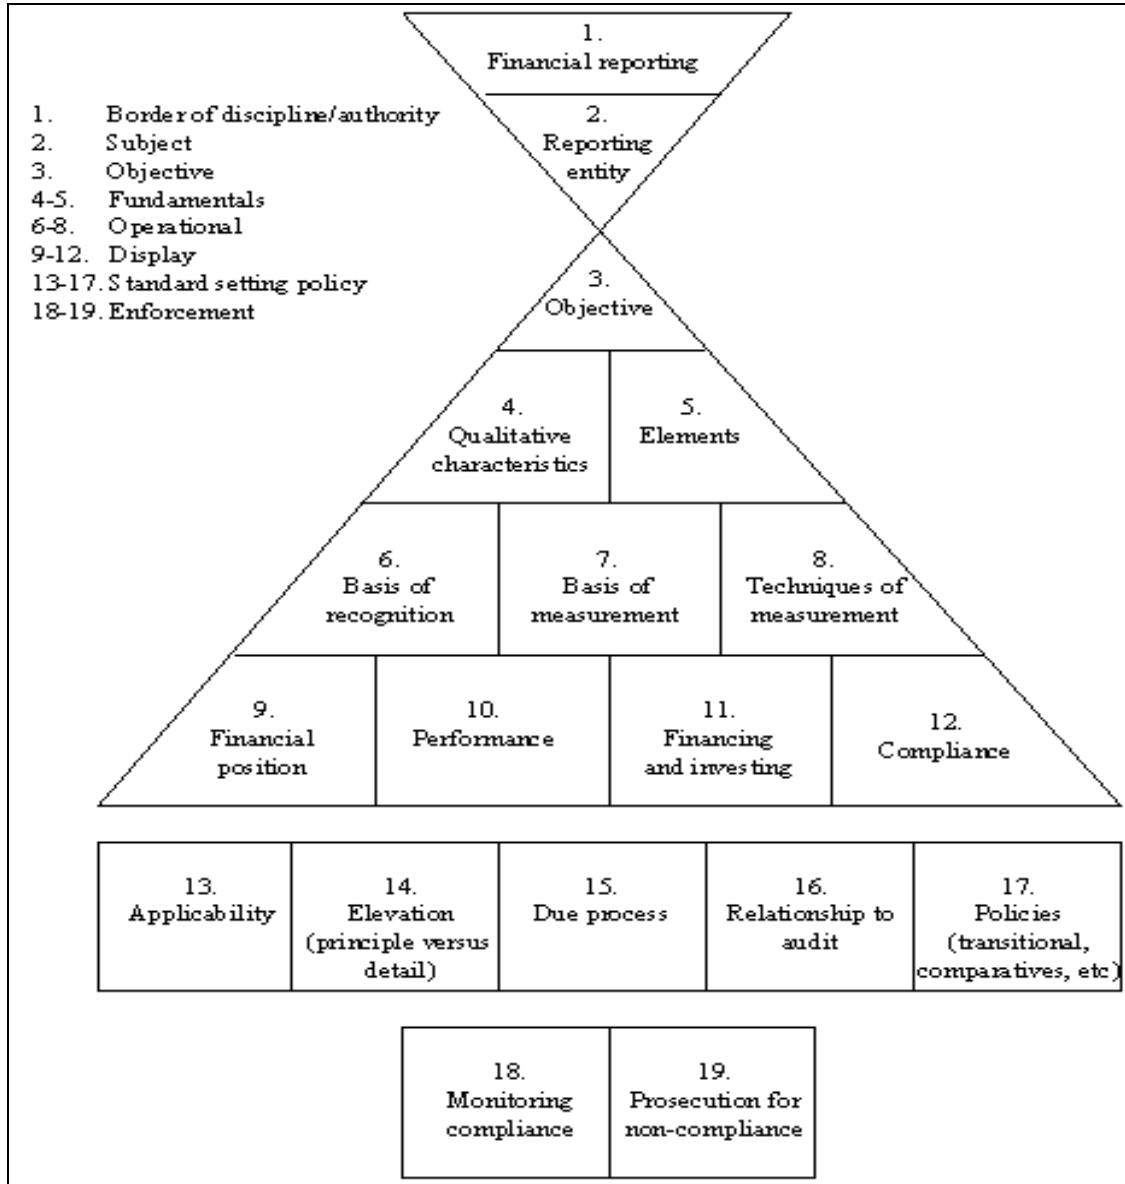 1.
Financial reporting
2.
Reporting
entity
1. Border of discipline/authority
2. Subject
3. Objective
4-5. Fundamentals
6-8. Operational
9-12. Display
13-17. Standard setting policy
18-19. Enforcement
3.
Objective
4.
Qualitative
characteristics
5.
Elements
6.
Basis of
recognition
7.
Basis of
measurement
8.
Techniques of
measurement
9.
Financial
position
10.
Performance
11.
Financing
and investing
12.
Compliance
13.
Applicability
14.
Elevation
(principle versus
detail)
15.
Due process
16.
Relationship to
audit
17.
Policies
(transitional,
comparatives, etc)
18.
Monitoring
compliance
19.
Prosecution for
non-compliance